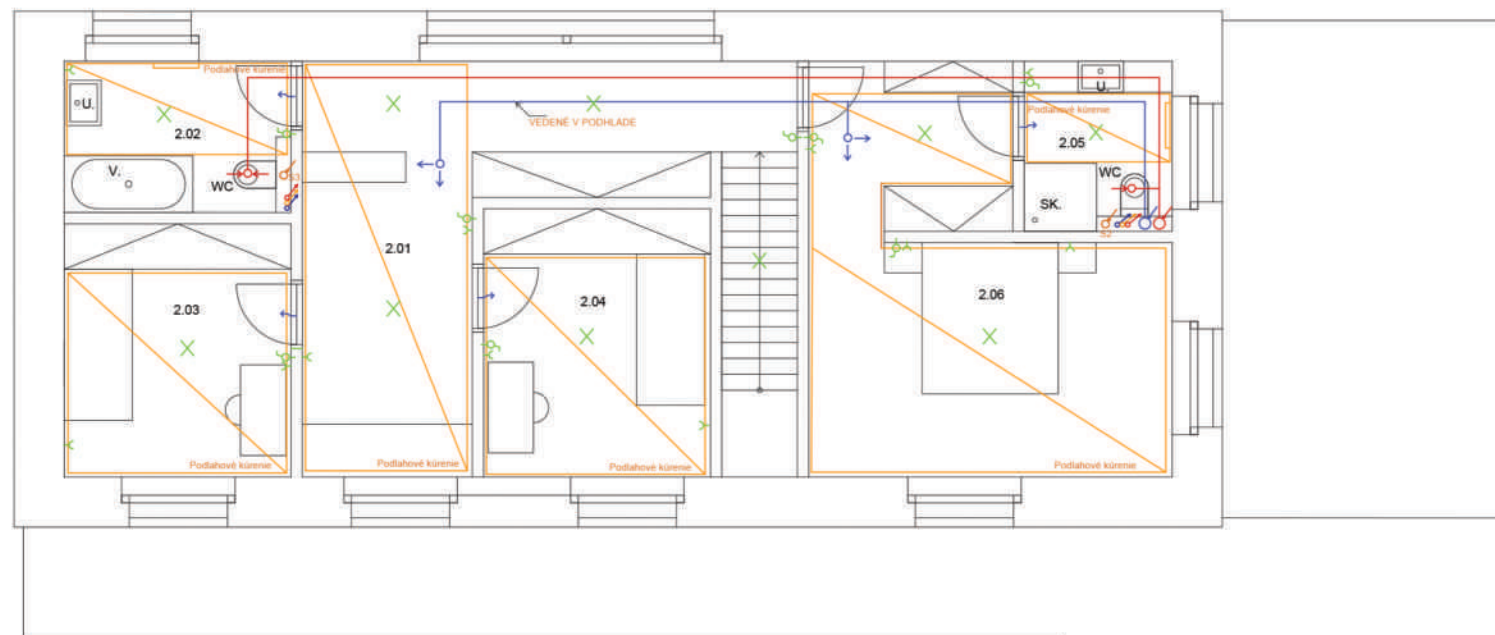 Podlahové kúrenie
U.
U.
Podlahové kúrenie
VEDENÉ V PODHLADE
2.02
2.05
V.
WC
S3
WC
SK.
S2
2.01
2.03
2.04
2.06
Podlahové kúrenie
Podlahové kúrenie
Podlahové kúrenie
Podlahové kúrenie